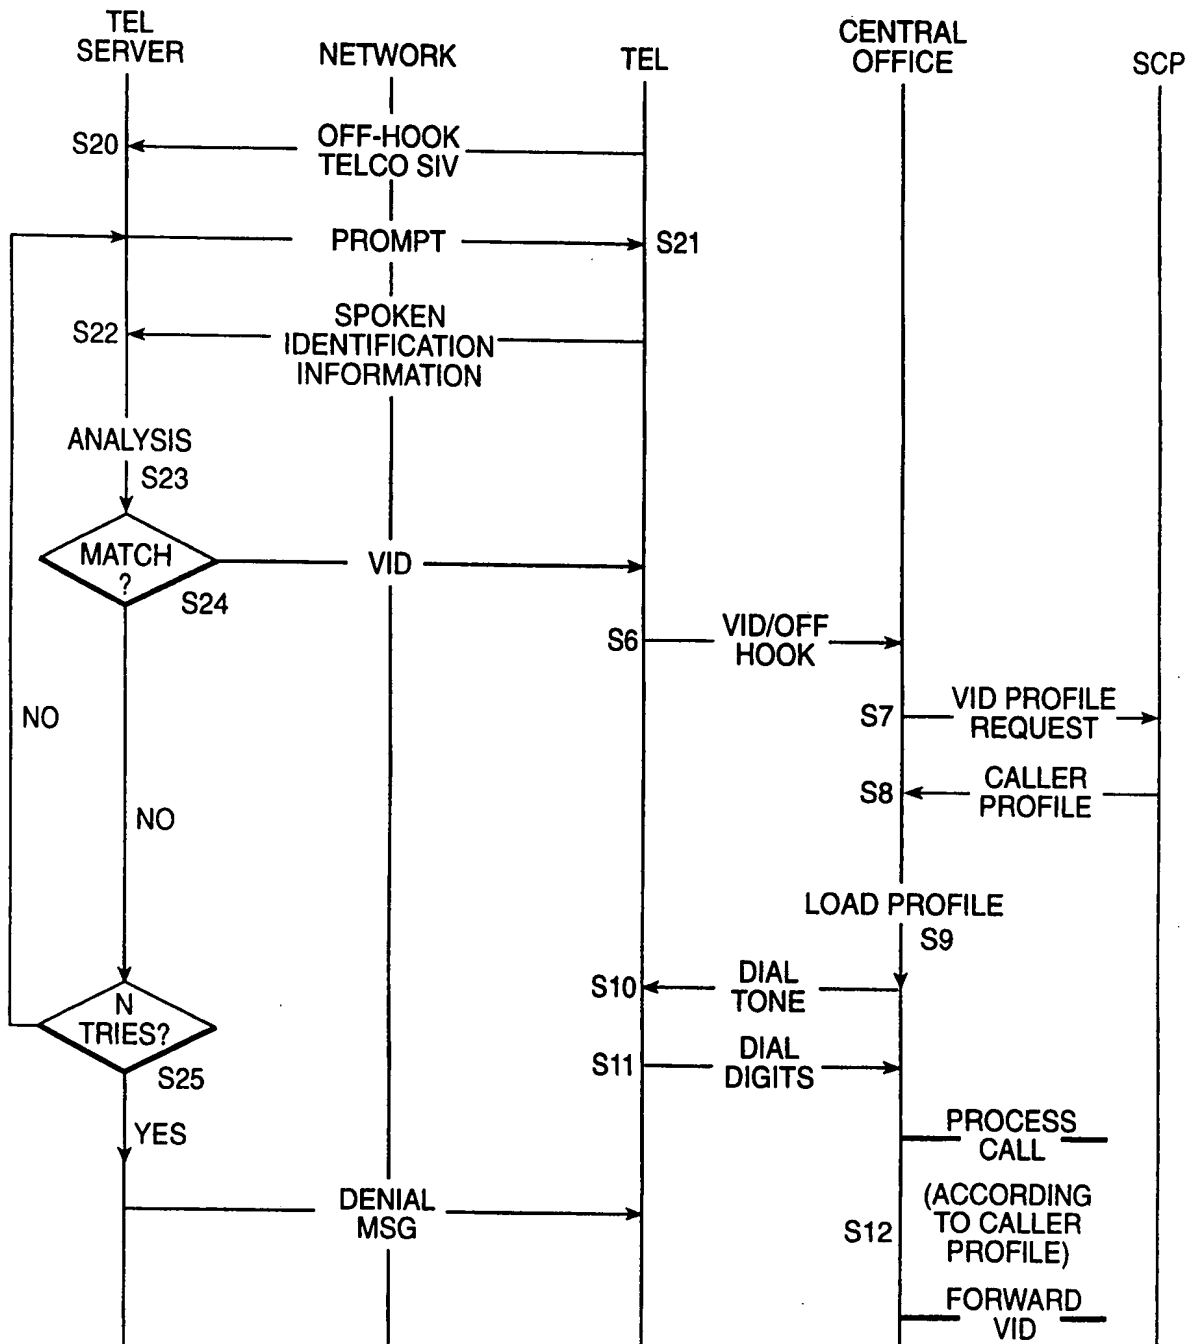 TEL
SERVER
NETWORK
TEL
CENTRAL
OFFICE
SCP
S20
OFF-HOOK
TELCO SIV
PROMPT
S21
S22
SPOKEN
IDENTIFICATION
INFORMATION
ANALYSIS
S23
MATCH
?
S24
VID
S6
VID/OFF
HOOK
S7
VID PROFILE
REQUEST
NO
S8
CALLER
PROFILE
NO
LOAD PROFILE
S9
S10
DIAL
TONE
N
TRIES?
S25
S11
DIAL
DIGITS
YES
PROCESS
CALL
DENIAL
MSG
S12
(ACCORDING
TO CALLER
PROFILE)
FORWARD
VID